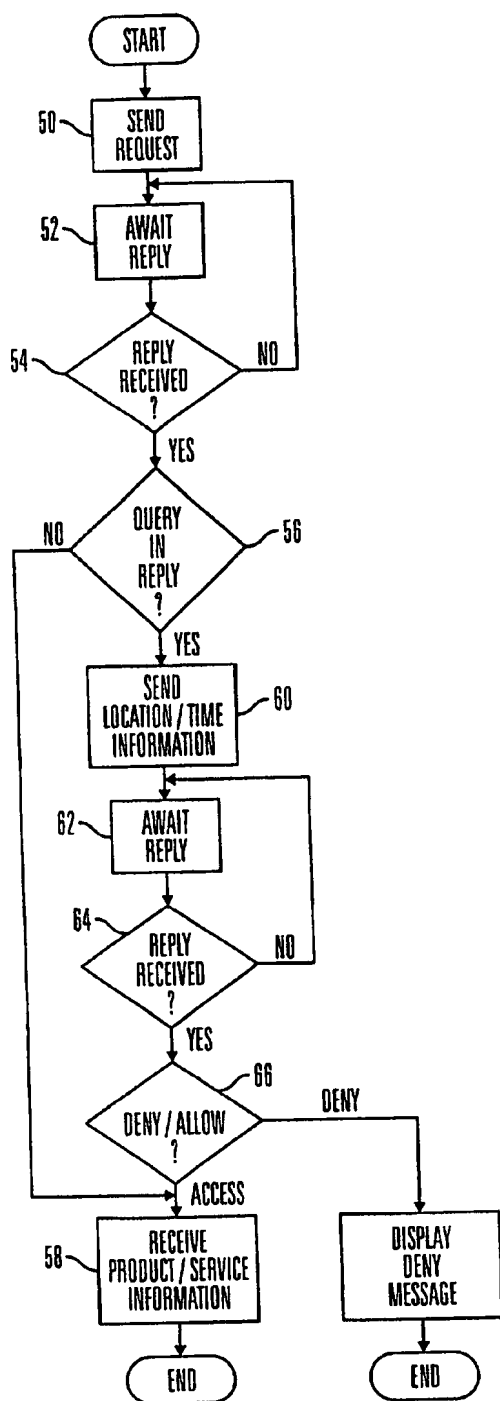 START
50
SEND
REQUEST
52
AWAIT
REPLY
54
REPLY
RECEIVED
?
NO
YES
NO
QUERY
IN
REPLY
?
56
YES
SEND
LOCATION / TIME
INFORMATION
60
62
AWAIT
REPLY
64
REPLY
RECEIVED
?
NO
YES
66
DENY / ALLOW
?
DENY
ACCESS
58
RECEIVE
PRODUCT / SERVICE
INFORMATION
DISPLAY
DENY
MESSAGE
END
END